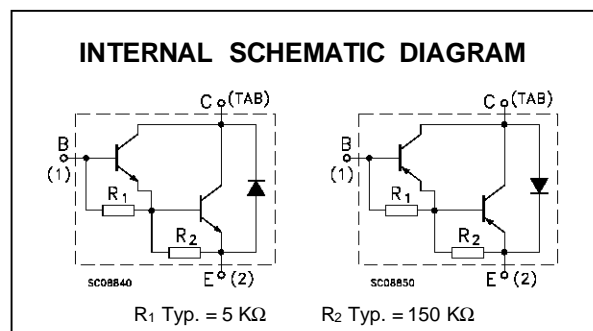 INTERNAL SCHEMATIC DIAGRAM
C (TAB)
B
(1)
R1
R2
E (2)
SC08840
C (TAB)
B
(1)
R1
R2
E (2)
SC08850
R1 Typ. = 5 KΩ R2 Typ. = 150 KΩ